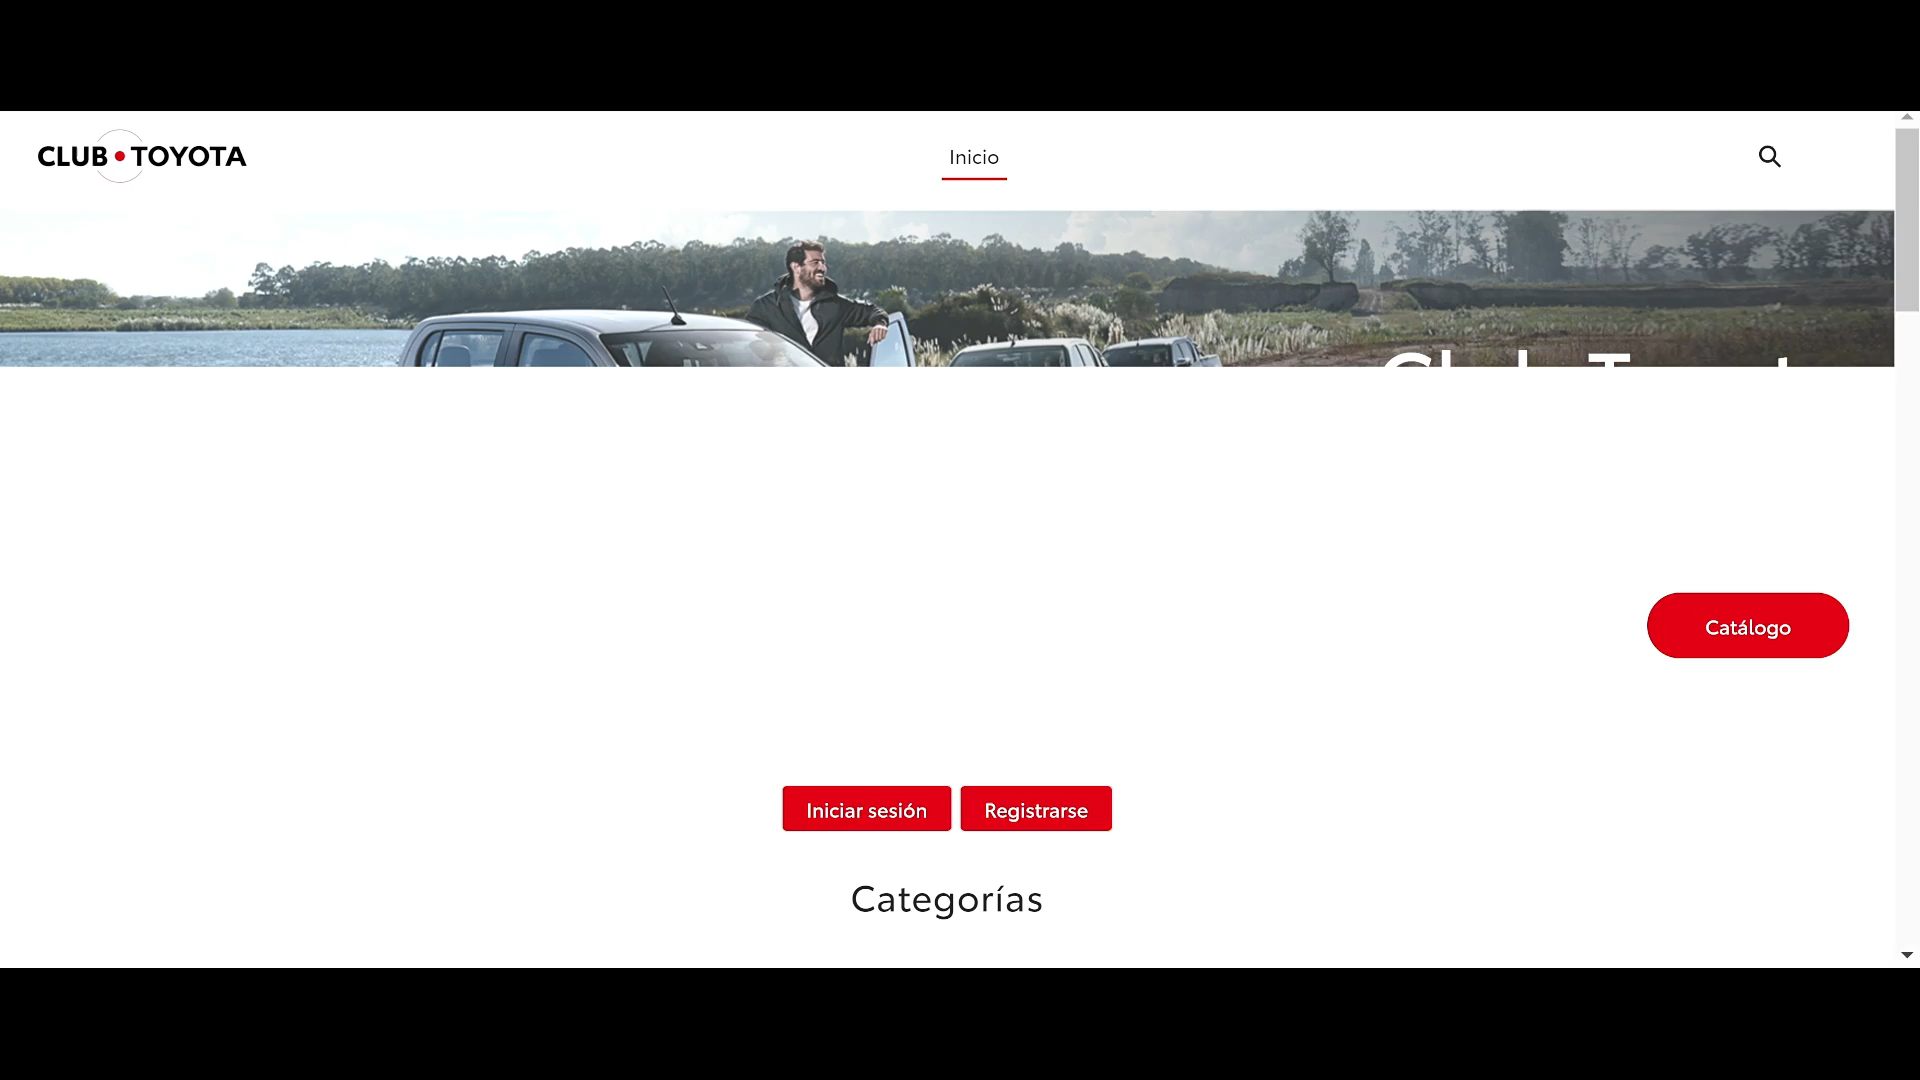 CLUB TOYOTA
Inicio
Catálogo
Iniciar sesión
Registrarse
Categorías